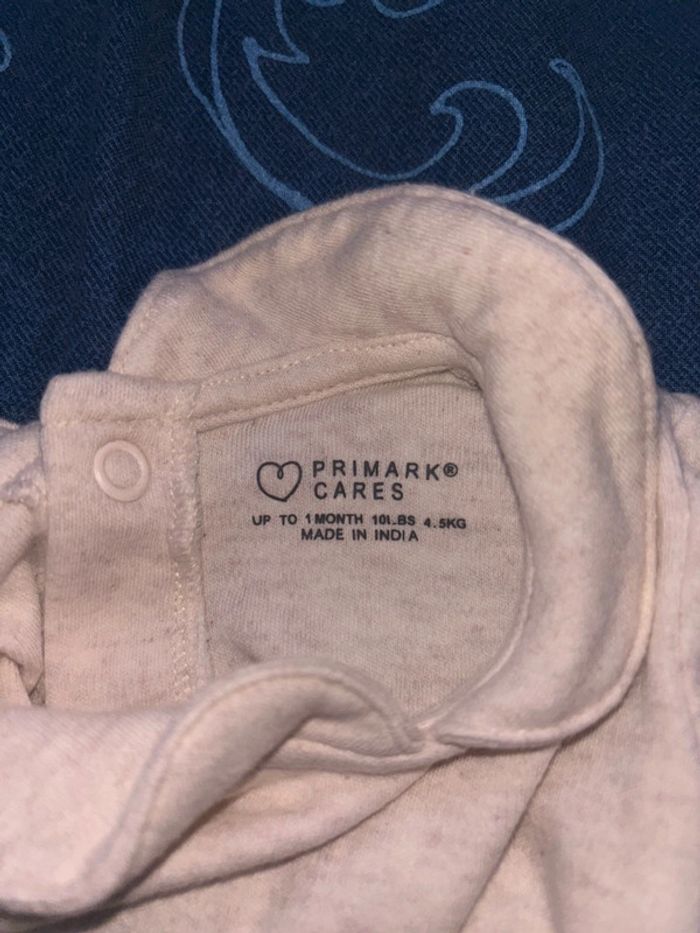 PRIMARK®
CARES
UP TO 1 MONTH 10LBS 4.5KG
MADE IN INDIA